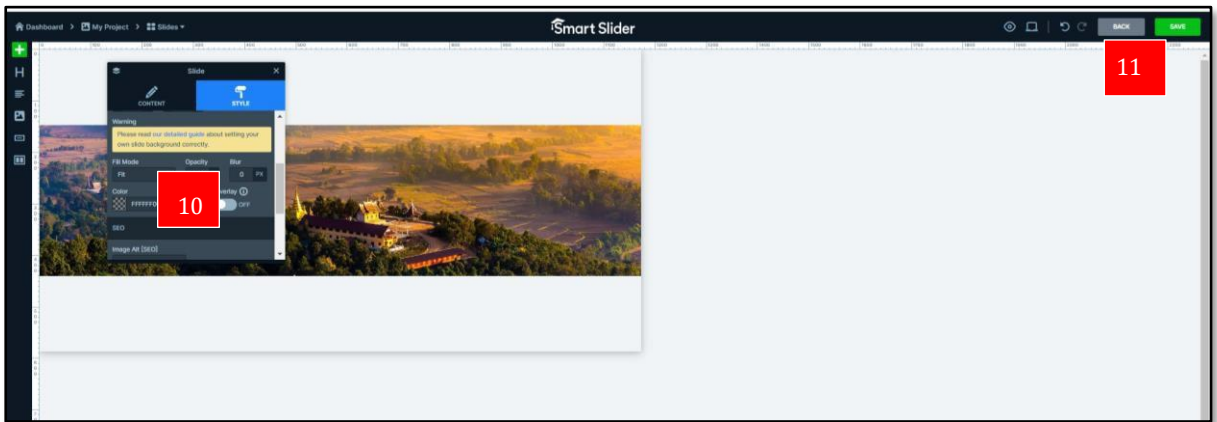 Dashboard > My Project > Slides
Smart Slider
BACK
SAVE
11
Slide
CONTENT
STYLE
Warning
Please read our detailed guide about setting your
own slide background correctly.
Fill Mode
Opacity
Blur
Fit
0
PX
Color
OFF
10
SEO
Image Alt [SEO]